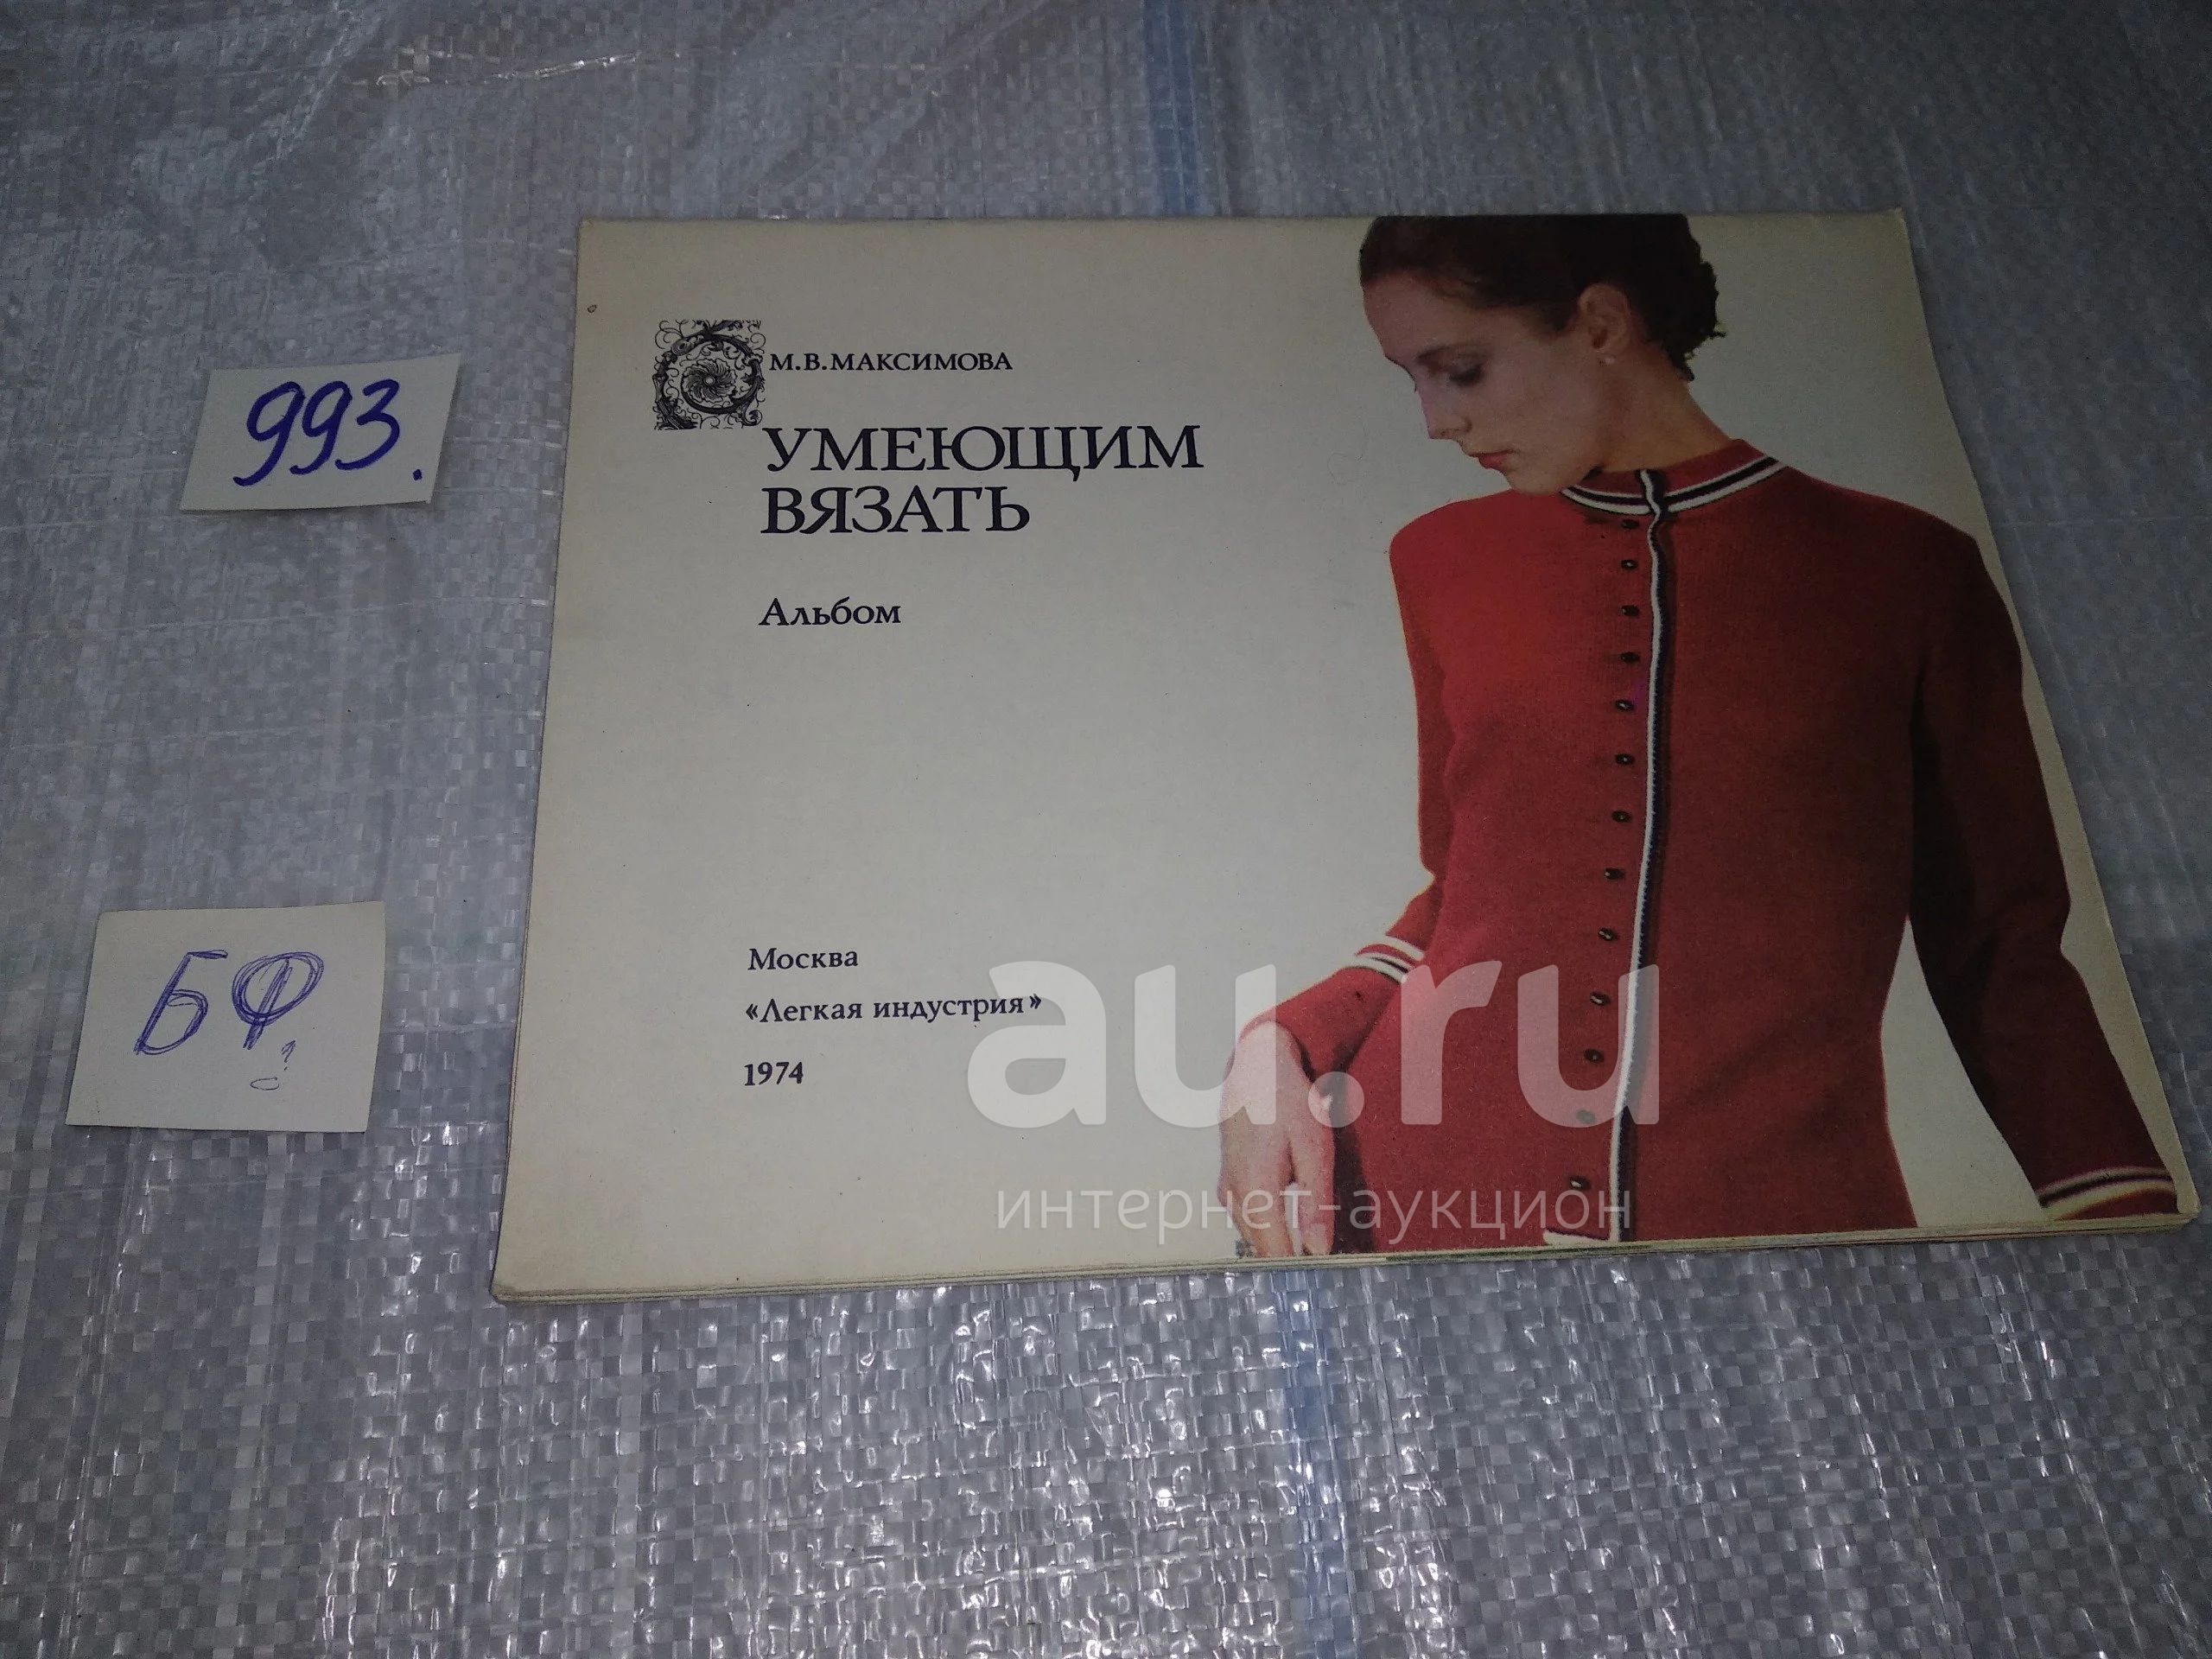 993.
М.В.МАКСИМОВА
УМЕЮЩИМ
ВЯЗАТЬ
Альбом
Москва
«Легкая индустрия»
1974
БФ
au.ru
интернет-аукцион